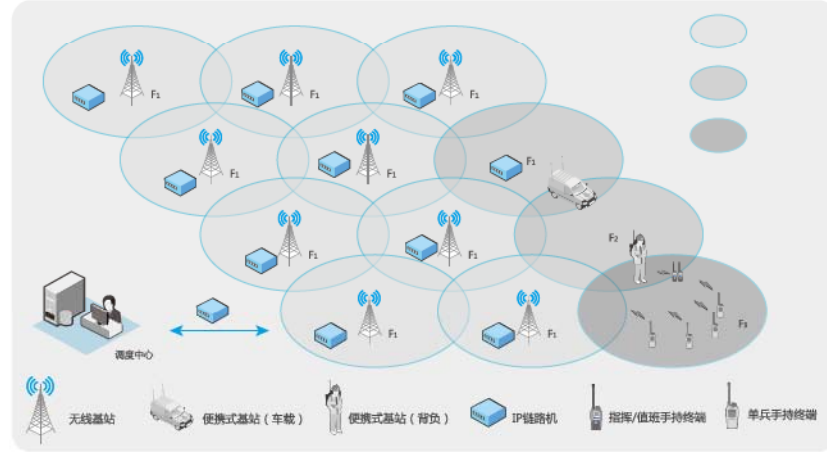 F₁
F₁
F₁
F₁
F₁
F₁
F₁
F₁
F₂
F₁
F₁
F₃
调度中心
无线基站
便携式基站（车载）
便携式基站（背负）
IP链路机
指挥/值班手持终端
单兵手持终端